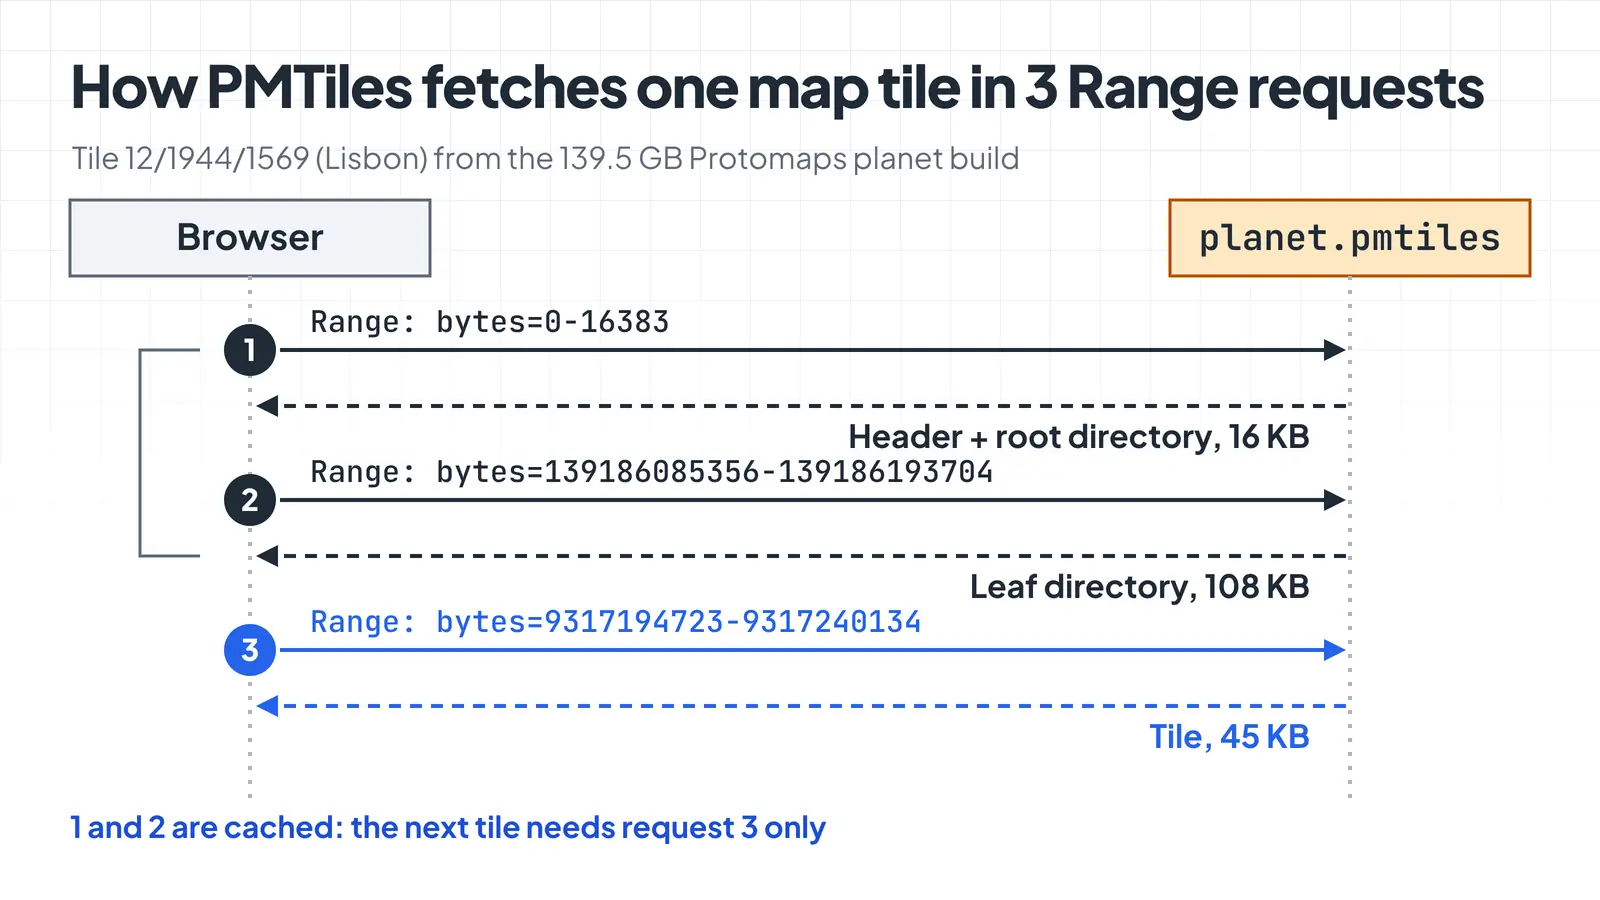 How PMTiles fetches one map tile in 3 Range requests
Tile 12/1944/1569 (Lisbon) from the 139.5 GB Protomaps planet build
Browser
planet.pmtiles
Range: bytes=0-16383
1
Header + root directory, 16 KB
Range: bytes=139186085356-139186193704
2
Leaf directory, 108 KB
Range: bytes=9317194723-9317240134
3
Tile, 45 KB
1 and 2 are cached: the next tile needs request 3 only